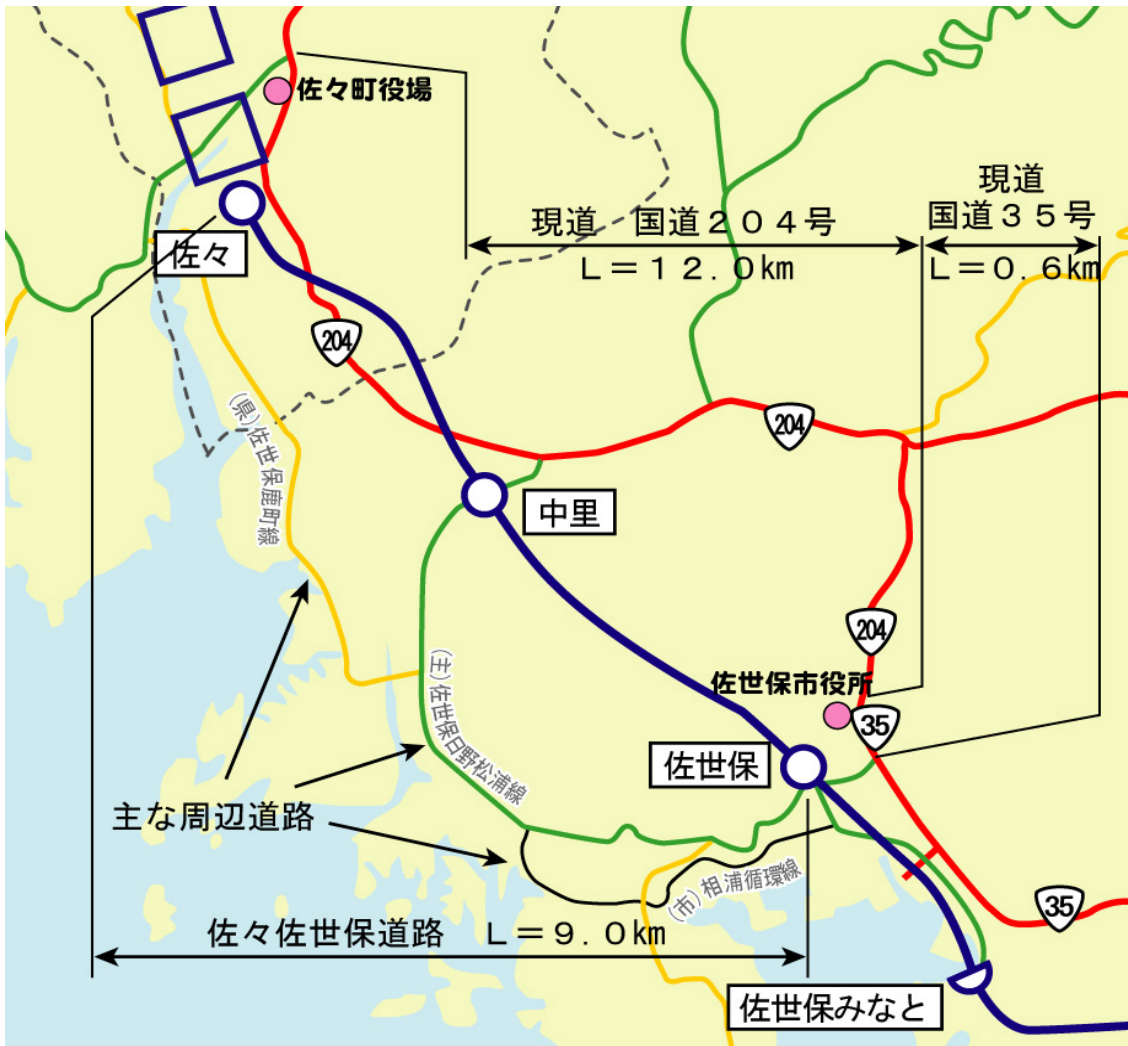 佐々町役場
現道
国道35号
L=0.6km
現道 国道204号
L=12.0km
佐々
204
204
(県)佐世保鹿町線
中里
204
(主)佐世保日野松浦線
佐世保市役所
35
佐世保
主な周辺道路
(市)相浦循環線
35
佐々佐世保道路 L=9.0km
佐世保みなと